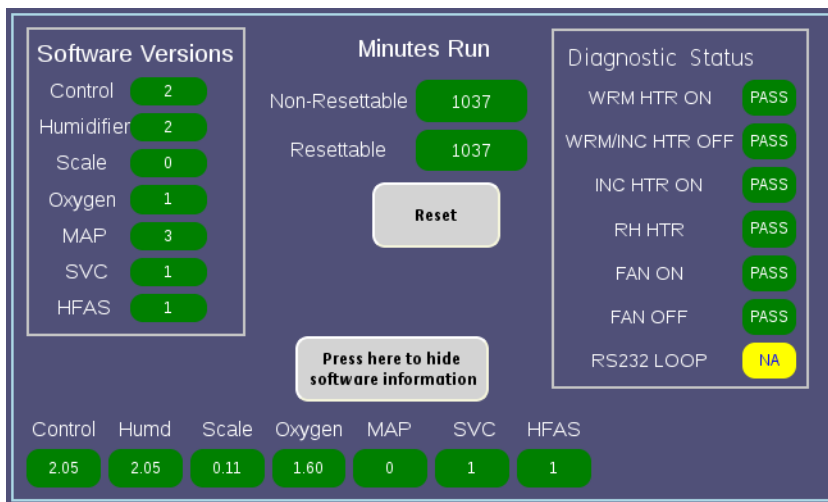 Software Versions
Control 2
Humidifier 2
Scale 0
Oxygen 1
MAP 3
SVC 1
HFAS 1
Minutes Run
Non-Resettable 1037
Resettable 1037
Reset
Press here to hide
software information
Diagnostic Status
WRM HTR ON PASS
WRM/INC HTR OFF PASS
INC HTR ON PASS
RH HTR PASS
FAN ON PASS
FAN OFF PASS
RS232 LOOP NA
Control Humd Scale Oxygen MAP SVC HFAS
2.05 2.05 0.11 1.60 0 1 1